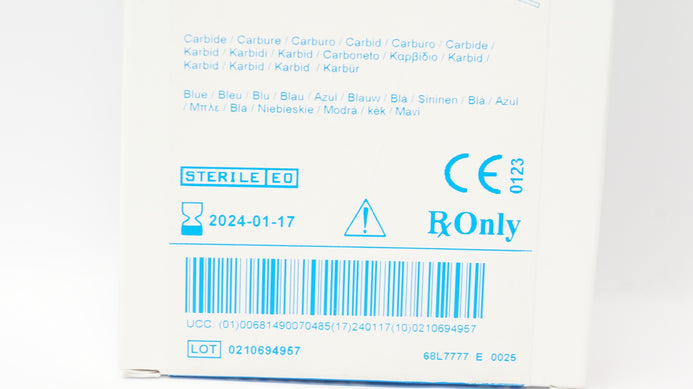 Carbide / Carbure / Carburo / Carbid / Carburo / Carbide /
Karbid / Karbidi / Karbid / Carboneto / Καρβίδιο / Karbid /
Karbid / Karbid / Karbid / Karbür
Blue / Bleu / Blu / Blau / Azul / Blauw / Blå / Sininen / Blå / Azul
/ Μπλε / Blå / Niebieskie / Modrá / kék / Mavi
STERILE EO
CE 0123
2024-01-17
Rx Only
UCC: (01)00681490070485(17)240117(10)0210694957
LOT 0210694957
68L7777 E 0025